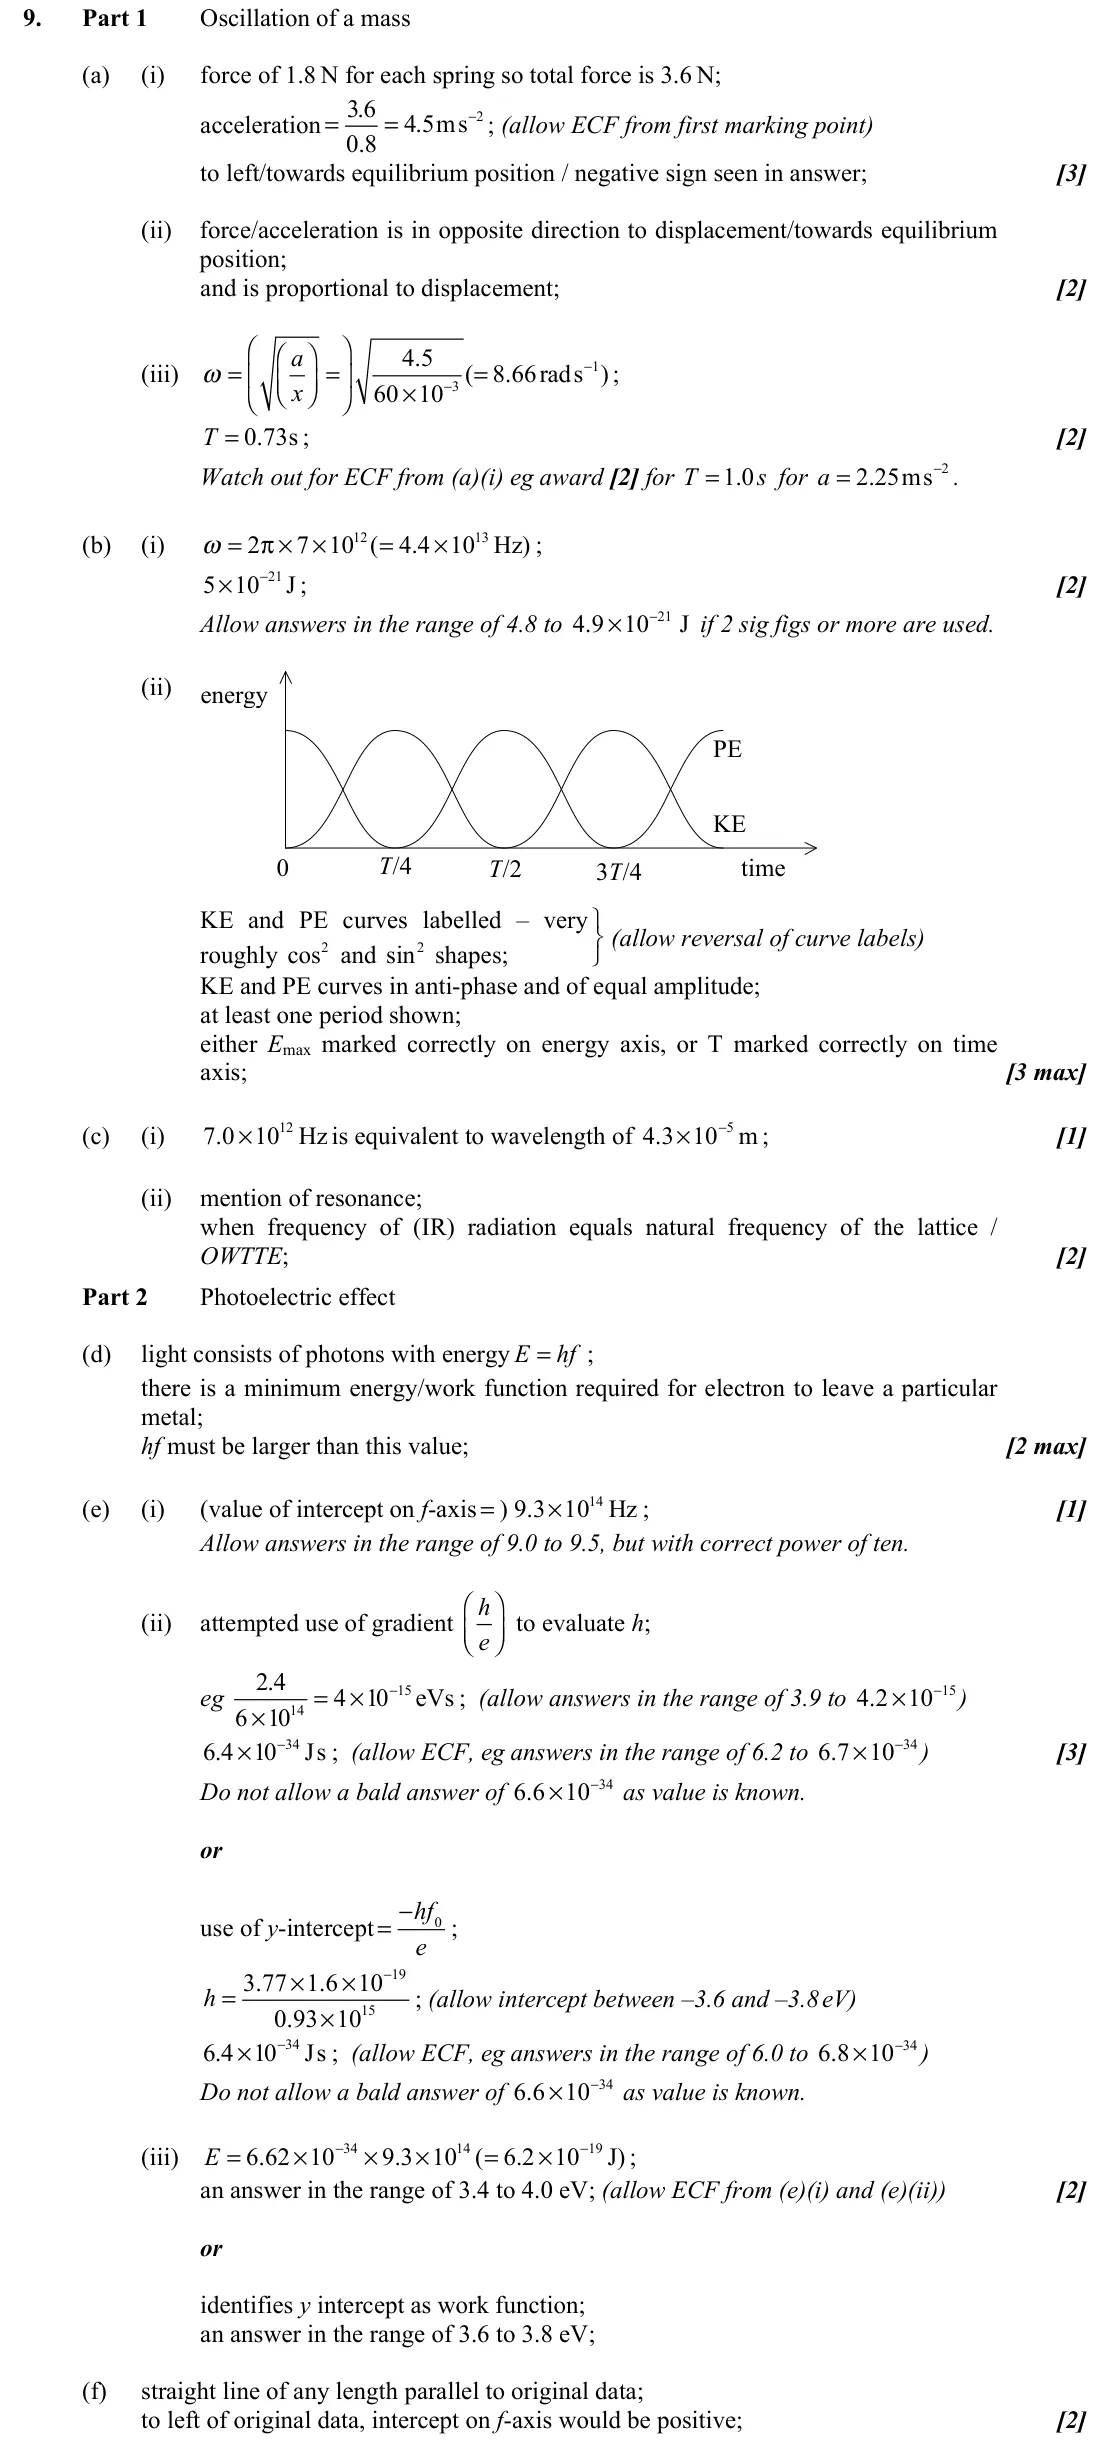 9. Part 1 Oscillation of a mass
(a) (i) force of 1.8 N for each spring so total force is 3.6 N;
acceleration = 3.6/0.8 = 4.5 m s⁻² ; (allow ECF from first marking point)
to left/towards equilibrium position / negative sign seen in answer; [3]
(ii) force/acceleration is in opposite direction to displacement/towards equilibrium
position;
and is proportional to displacement; [2]
(iii) ω = (√(a/x) =) √(4.5/(60×10⁻³)) (= 8.66 rad s⁻¹) ;
T = 0.73 s ; [2]
Watch out for ECF from (a)(i) eg award [2] for T = 1.0 s for a = 2.25 m s⁻² .
(b) (i) ω = 2π × 7 × 10¹² (= 4.4 × 10¹³ Hz) ;
5 × 10⁻²¹ J ; [2]
Allow answers in the range of 4.8 to 4.9 × 10⁻²¹ J if 2 sig figs or more are used.
(ii) energy
PE
KE
0 T/4 T/2 3T/4 time
KE and PE curves labelled – very
roughly cos² and sin² shapes; } (allow reversal of curve labels)
KE and PE curves in anti-phase and of equal amplitude;
at least one period shown;
either Eₘₐₓ marked correctly on energy axis, or T marked correctly on time
axis; [3 max]
(c) (i) 7.0 × 10¹² Hz is equivalent to wavelength of 4.3 × 10⁻⁵ m ; [1]
(ii) mention of resonance;
when frequency of (IR) radiation equals natural frequency of the lattice /
OWTTE; [2]
Part 2 Photoelectric effect
(d) light consists of photons with energy E = hf ;
there is a minimum energy/work function required for electron to leave a particular
metal;
hf must be larger than this value; [2 max]
(e) (i) (value of intercept on f-axis = ) 9.3 × 10¹⁴ Hz ; [1]
Allow answers in the range of 9.0 to 9.5, but with correct power of ten.
(ii) attempted use of gradient (h/e) to evaluate h;
eg 2.4/(6 × 10¹⁴) = 4 × 10⁻¹⁵ eVs ; (allow answers in the range of 3.9 to 4.2 × 10⁻¹⁵ )
6.4 × 10⁻³⁴ Js ; (allow ECF, eg answers in the range of 6.2 to 6.7 × 10⁻³⁴ ) [3]
Do not allow a bald answer of 6.6 × 10⁻³⁴ as value is known.
or
use of y-intercept = −hf₀/e ;
h = (3.77 × 1.6 × 10⁻¹⁹)/(0.93 × 10¹⁵) ; (allow intercept between –3.6 and –3.8 eV)
6.4 × 10⁻³⁴ Js ; (allow ECF, eg answers in the range of 6.0 to 6.8 × 10⁻³⁴ )
Do not allow a bald answer of 6.6 × 10⁻³⁴ as value is known.
(iii) E = 6.62 × 10⁻³⁴ × 9.3 × 10¹⁴ (= 6.2 × 10⁻¹⁹ J) ;
an answer in the range of 3.4 to 4.0 eV; (allow ECF from (e)(i) and (e)(ii)) [2]
or
identifies y intercept as work function;
an answer in the range of 3.6 to 3.8 eV;
(f) straight line of any length parallel to original data;
to left of original data, intercept on f-axis would be positive; [2]